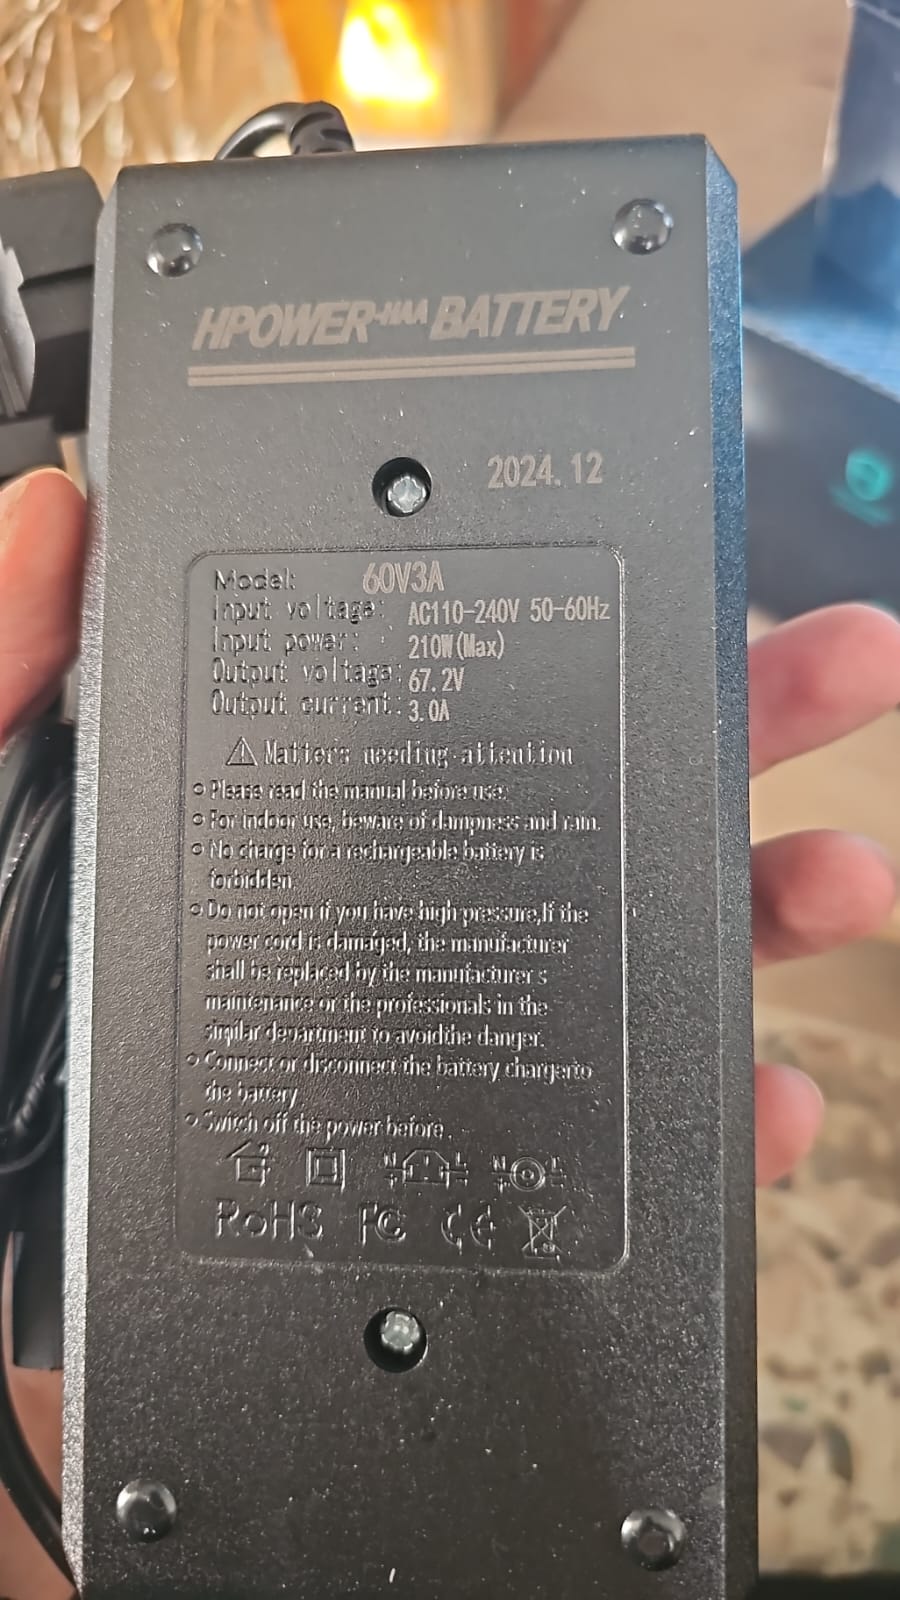 HPOWER-HAA BATTERY
2024.12
Model: 60V3A
Input voltage: AC110-240V 50-60Hz
Input power: 210W(Max)
Output voltage: 67.2V
Output current: 3.0A
Matters needing attention
Please read the manual before use.
For indoor use, beware of dampness and rain.
No charge for a rechargeable battery is
forbidden.
Do not open if you have high pressure,If the
power cord is damaged, the manufacturer
shall be replaced by the manufacturer s
maintenance or the professionals in the
similar department to avoid the danger.
Connect or disconnect the battery charger to
the battery
Switch off the power before.
N L N L
RoHS FC CE